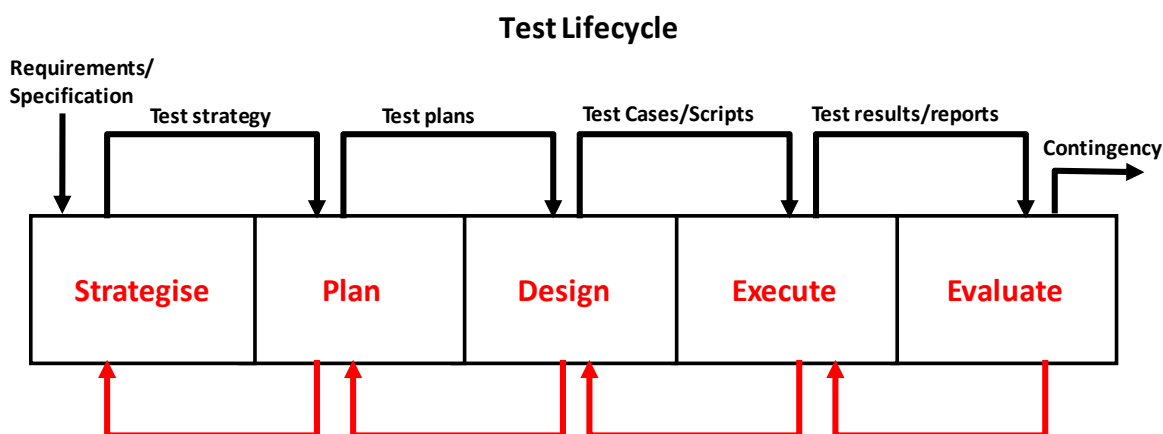 Test Lifecycle
Requirements/
Specification
Test strategy
Test plans
Test Cases/Scripts
Test results/reports
Contingency
Strategise
Plan
Design
Execute
Evaluate